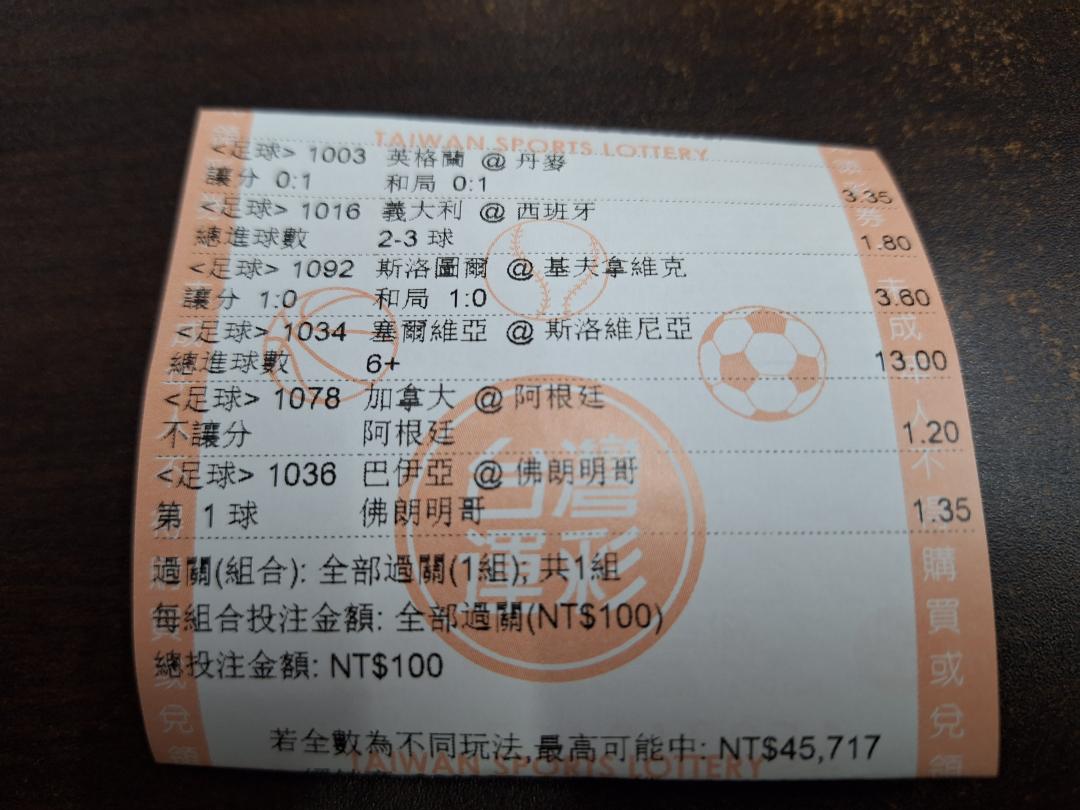 TAIWAN SPORTS LOTTERY
<足球> 1003 英格蘭 @ 丹麥
讓分 0:1 和局 0:1 3.35
<足球> 1016 義大利 @ 西班牙
總進球數 2-3 球 1.80
<足球> 1092 斯洛圖爾 @ 基夫拿維克
讓分 1:0 和局 1:0 3.60
<足球> 1034 塞爾維亞 @ 斯洛維尼亞
總進球數 6+ 13.00
<足球> 1078 加拿大 @ 阿根廷
不讓分 阿根廷 1.20
<足球> 1036 巴伊亞 @ 佛朗明哥
第 1 球 佛朗明哥 1.35
台灣運彩
過關(組合): 全部過關(1組), 共1組
每組合投注金額: 全部過關(NT$100)
總投注金額: NT$100
若全數為不同玩法,最高可能中: NT$45,717
TAIWAN SPORTS LOTTERY